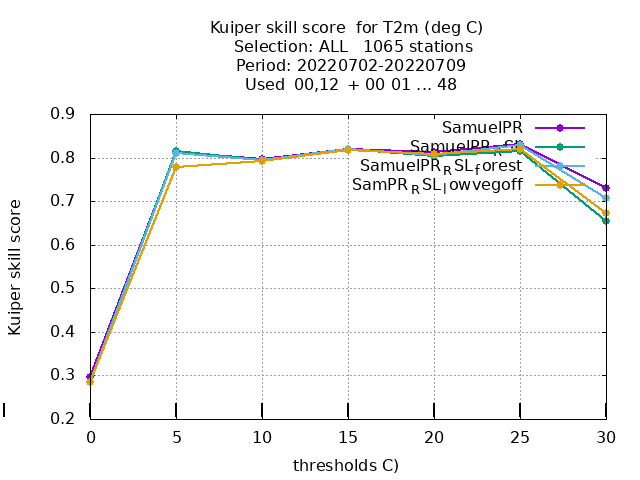 Kuiper skill score for T2m (deg C)
Selection: ALL 1065 stations
Period: 20220702-20220709
Used 00,12 + 00 01 ... 48
0.9
0.8
0.7
0.6
0.5
0.4
0.3
0.2
Kuiper skill score
SamuelPR
SamuelPR_RSL
SamuelPR_RSL_forest
SamPR_RSL_lowvegoff
0 5 10 15 20 25 30
thresholds C)